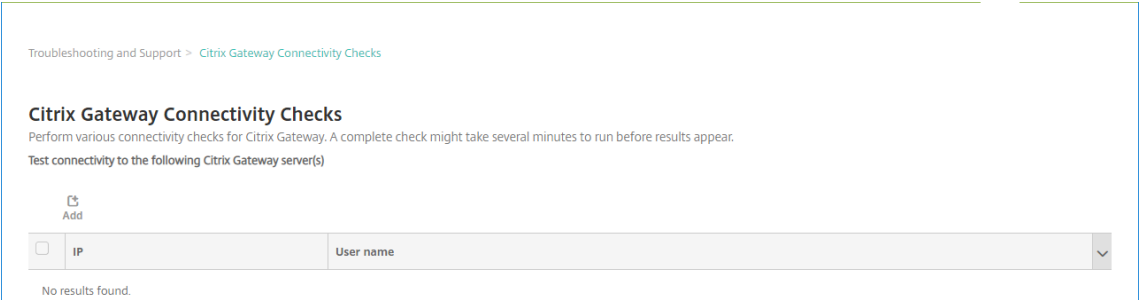 Troubleshooting and Support > Citrix Gateway Connectivity Checks
Citrix Gateway Connectivity Checks
Perform various connectivity checks for Citrix Gateway. A complete check might take several minutes to run before results appear.
Test connectivity to the following Citrix Gateway server(s)
Add
IP User name
No results found.